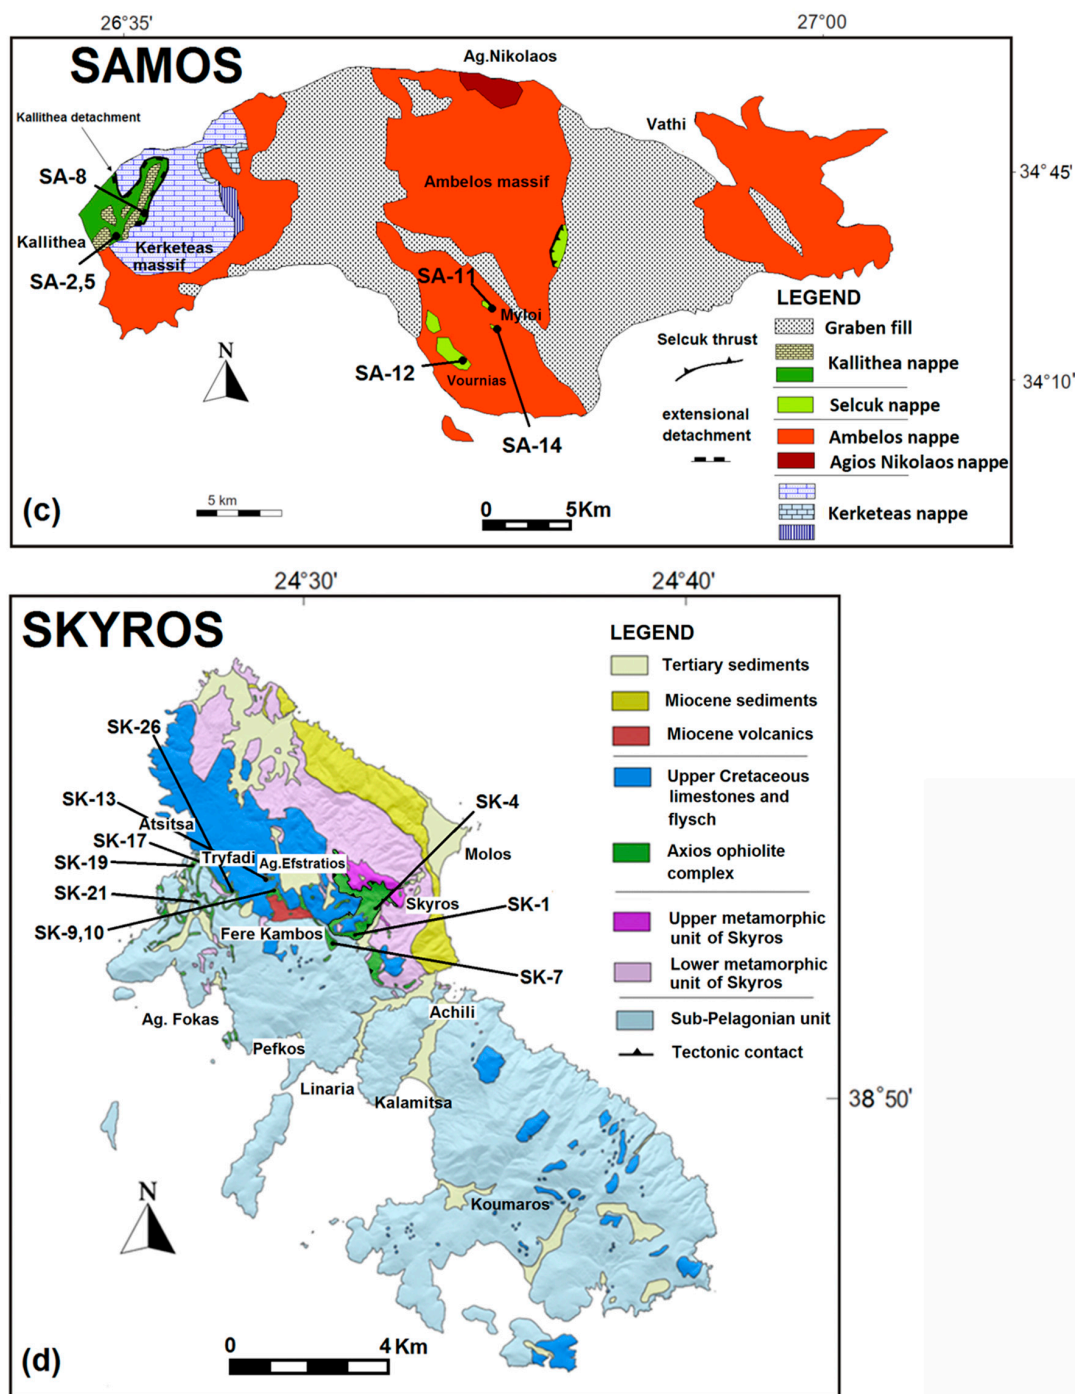 26°35'
27°00'
SAMOS
Ag.Nikolaos
Kallithea detachment
Vathi
34°45'
SA-8
Ambelos massif
Kallithea
Kerketeas
massif
SA-2,5
SA-11
Myloi
SA-12
Vournias
SA-14
N
Selcuk thrust
extensional
detachment
LEGEND
Graben fill
Kallithea nappe
Selcuk nappe
Ambelos nappe
Agios Nikolaos nappe
Kerketeas nappe
34°10'
(c)
5 km
0 5Km
24°30'
24°40'
SKYROS
LEGEND
Tertiary sediments
Miocene sediments
Miocene volcanics
Upper Cretaceous
limestones and
flysch
Axios ophiolite
complex
Upper metamorphic
unit of Skyros
Lower metamorphic
unit of Skyros
Sub-Pelagonian unit
Tectonic contact
SK-26
SK-13
Atsitsa
SK-17
SK-19
Tryfadi
Ag.Efstratios
SK-21
SK-9,10
SK-4
Molos
Skyros
SK-1
Fere Kambos
SK-7
Ag. Fokas
Achili
Pefkos
Linaria
Kalamitsa
38°50'
Koumaros
N
0 4 Km
(d)